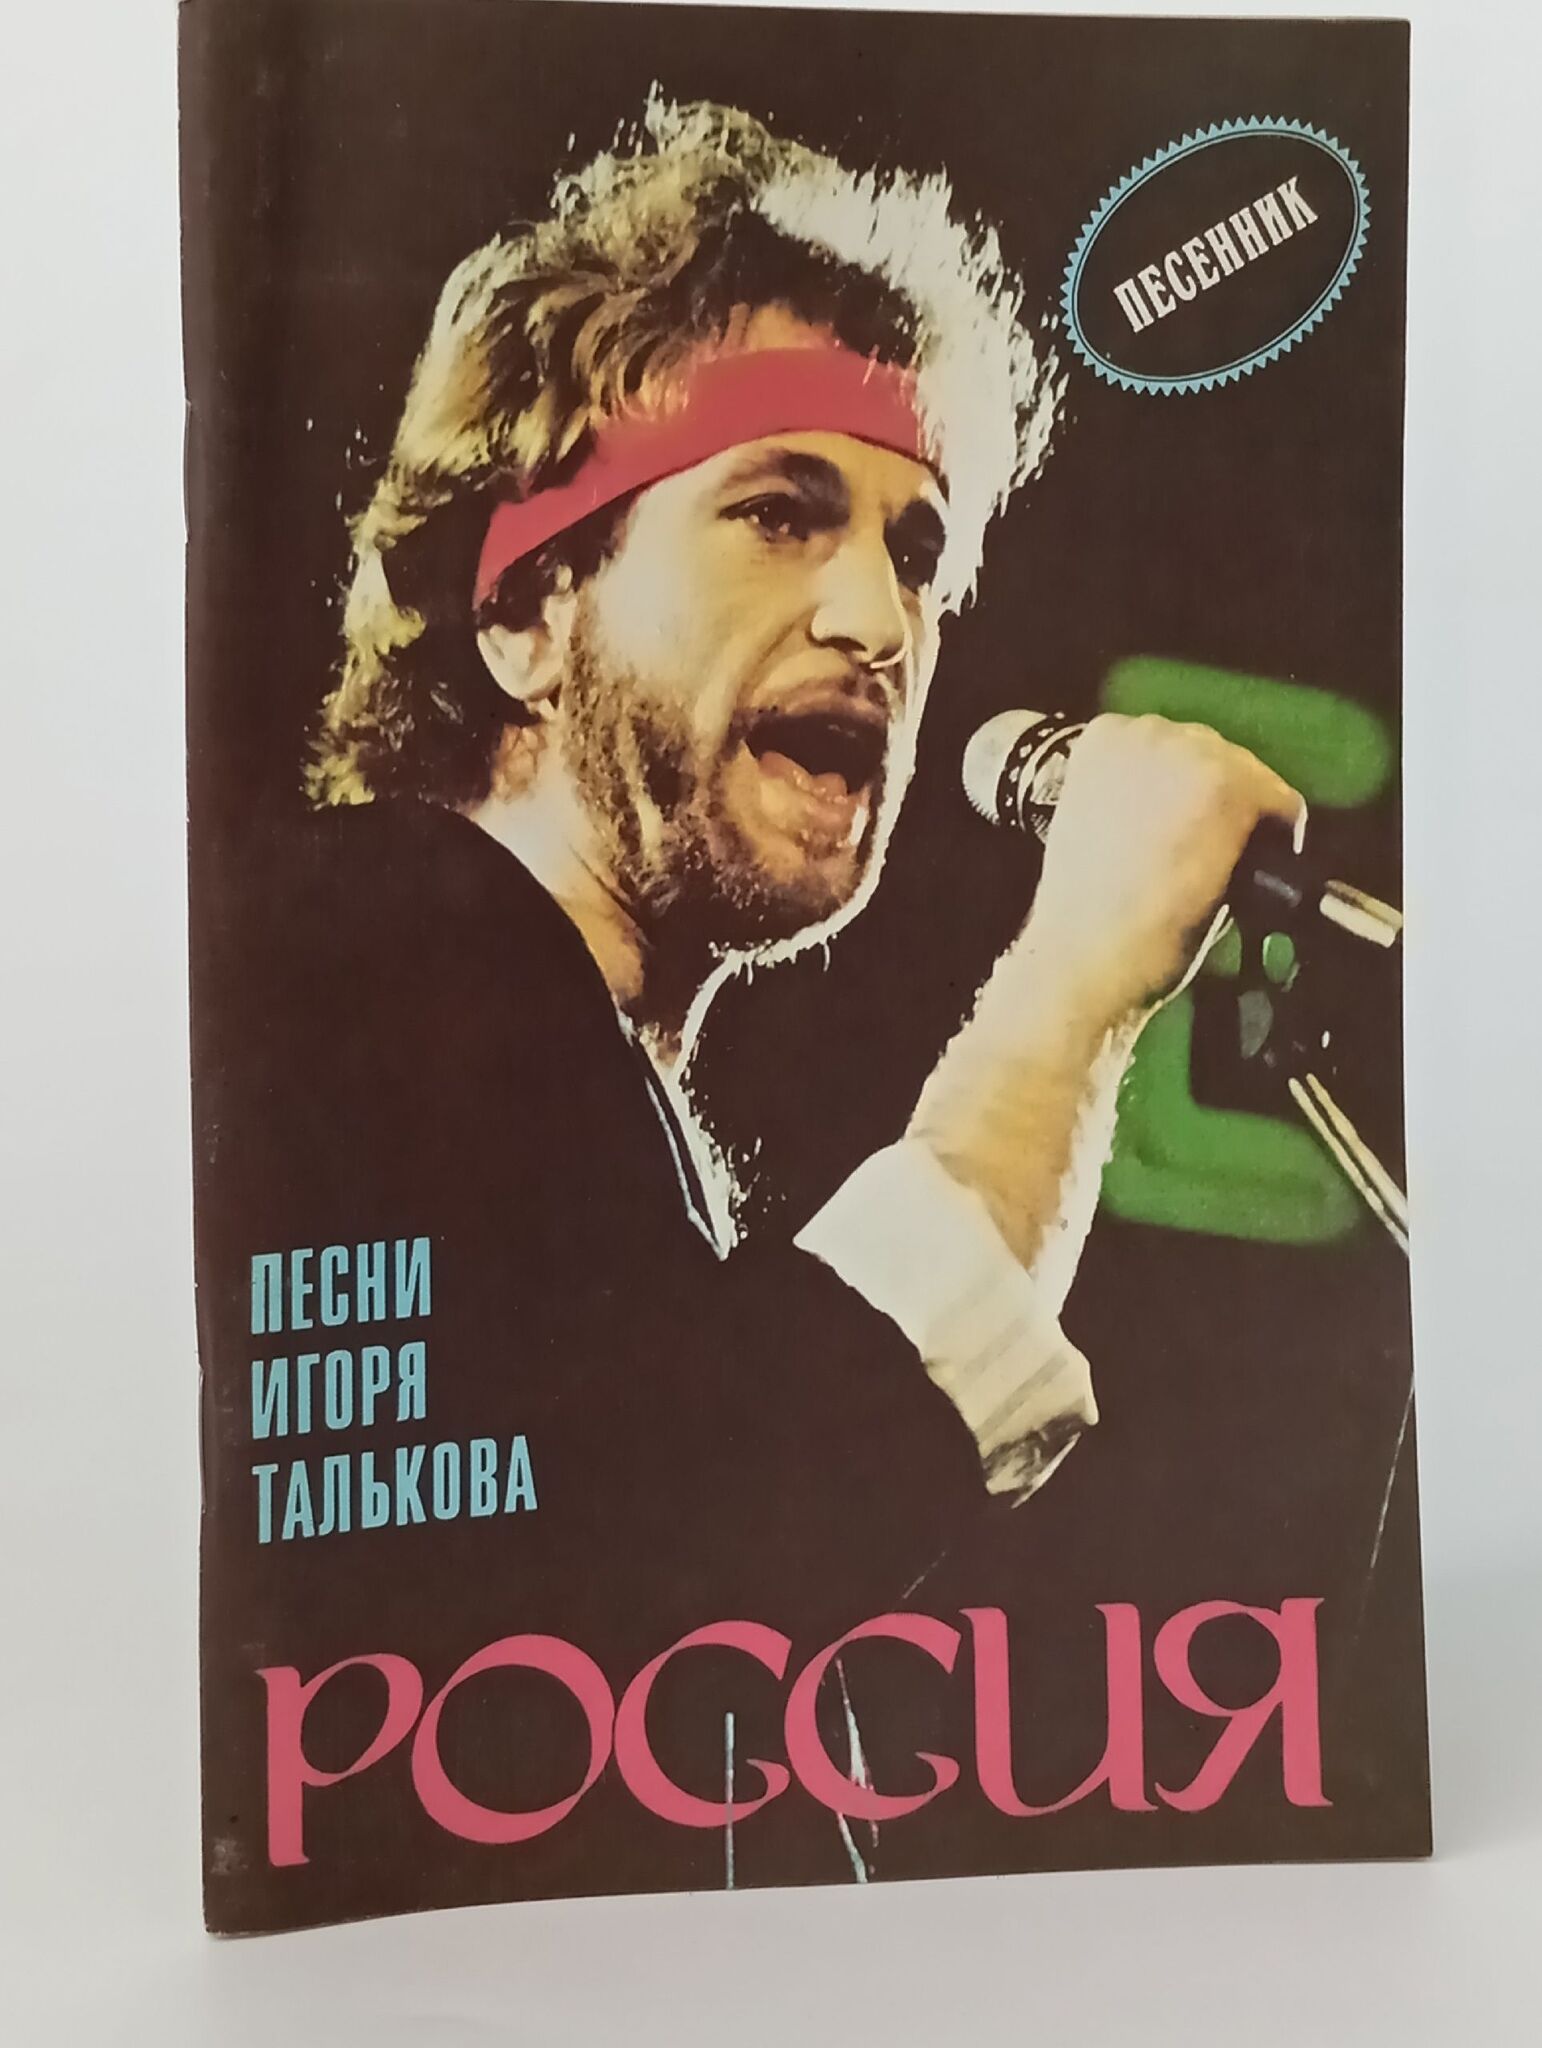 ПЕСЕННИК
ПЕСНИ
ИГОРЯ
ТАЛЬКОВА
РОССИЯ